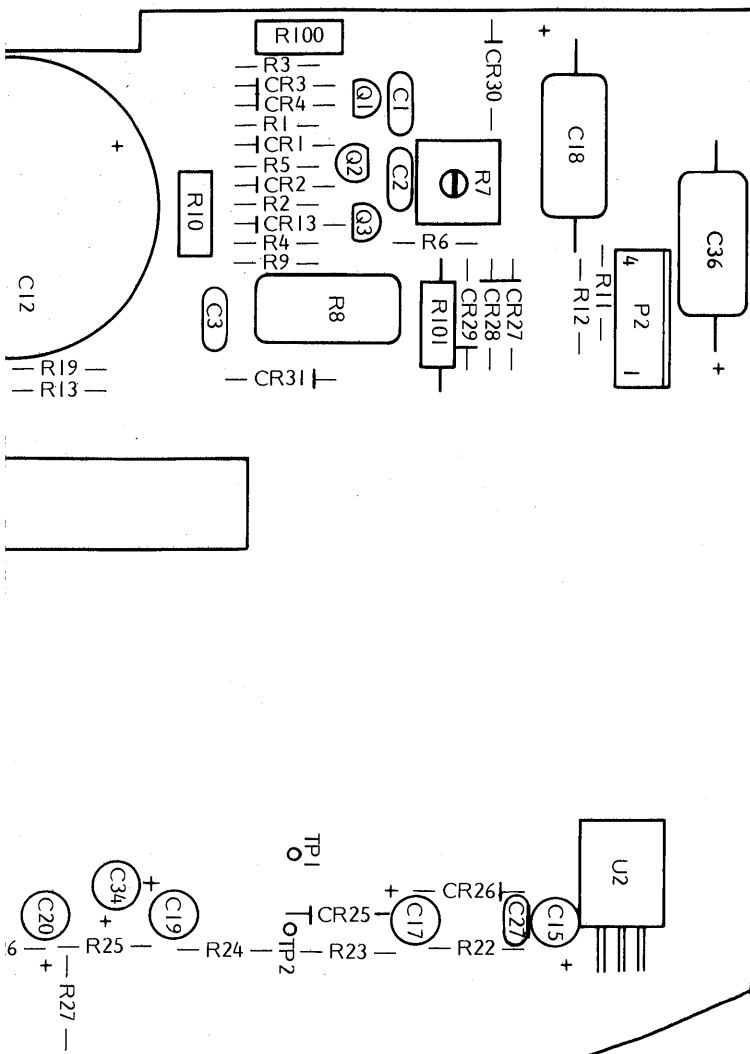 R100
R3
CR3
CR4
R1
CR1
R5
CR2
R2
CR13
R4
R9
Q1
Q2
Q3
C1
C2
R7
R6
CR30
+
C18
C36
+
+
R10
C12
C3
R8
R101
CR29
CR28
CR27
R12
R11
4
P2
1
R19
R13
CR31
TP1
U2
CR26
+
C34
+
C20
+
C19
CR25
C17
C27
C15
+
6
R25
R24
TP2
R23
R22
R27